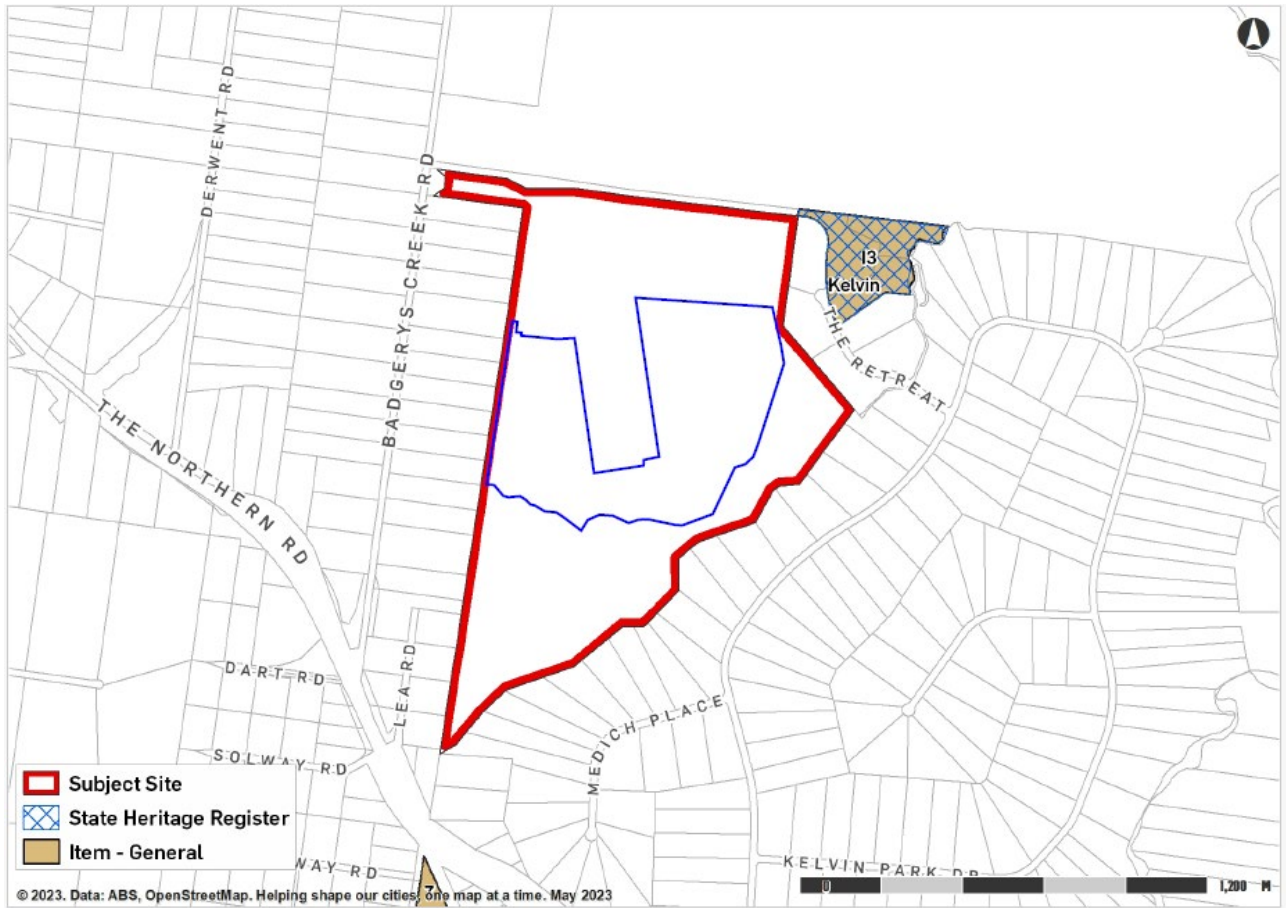 DERWENT RD
BADGERYS CREEK RD
I3
Kelvin
THE RETREAT
THE NORTHERN RD
DART RD
LEA RD
SOLWAY RD
MEDICH PLACE
Subject Site
State Heritage Register
Item - General
WAY RD
7
KELVIN PARK DR
0 1,200 M
© 2023. Data: ABS, OpenStreetMap. Helping shape our cities, one map at a time. May 2023